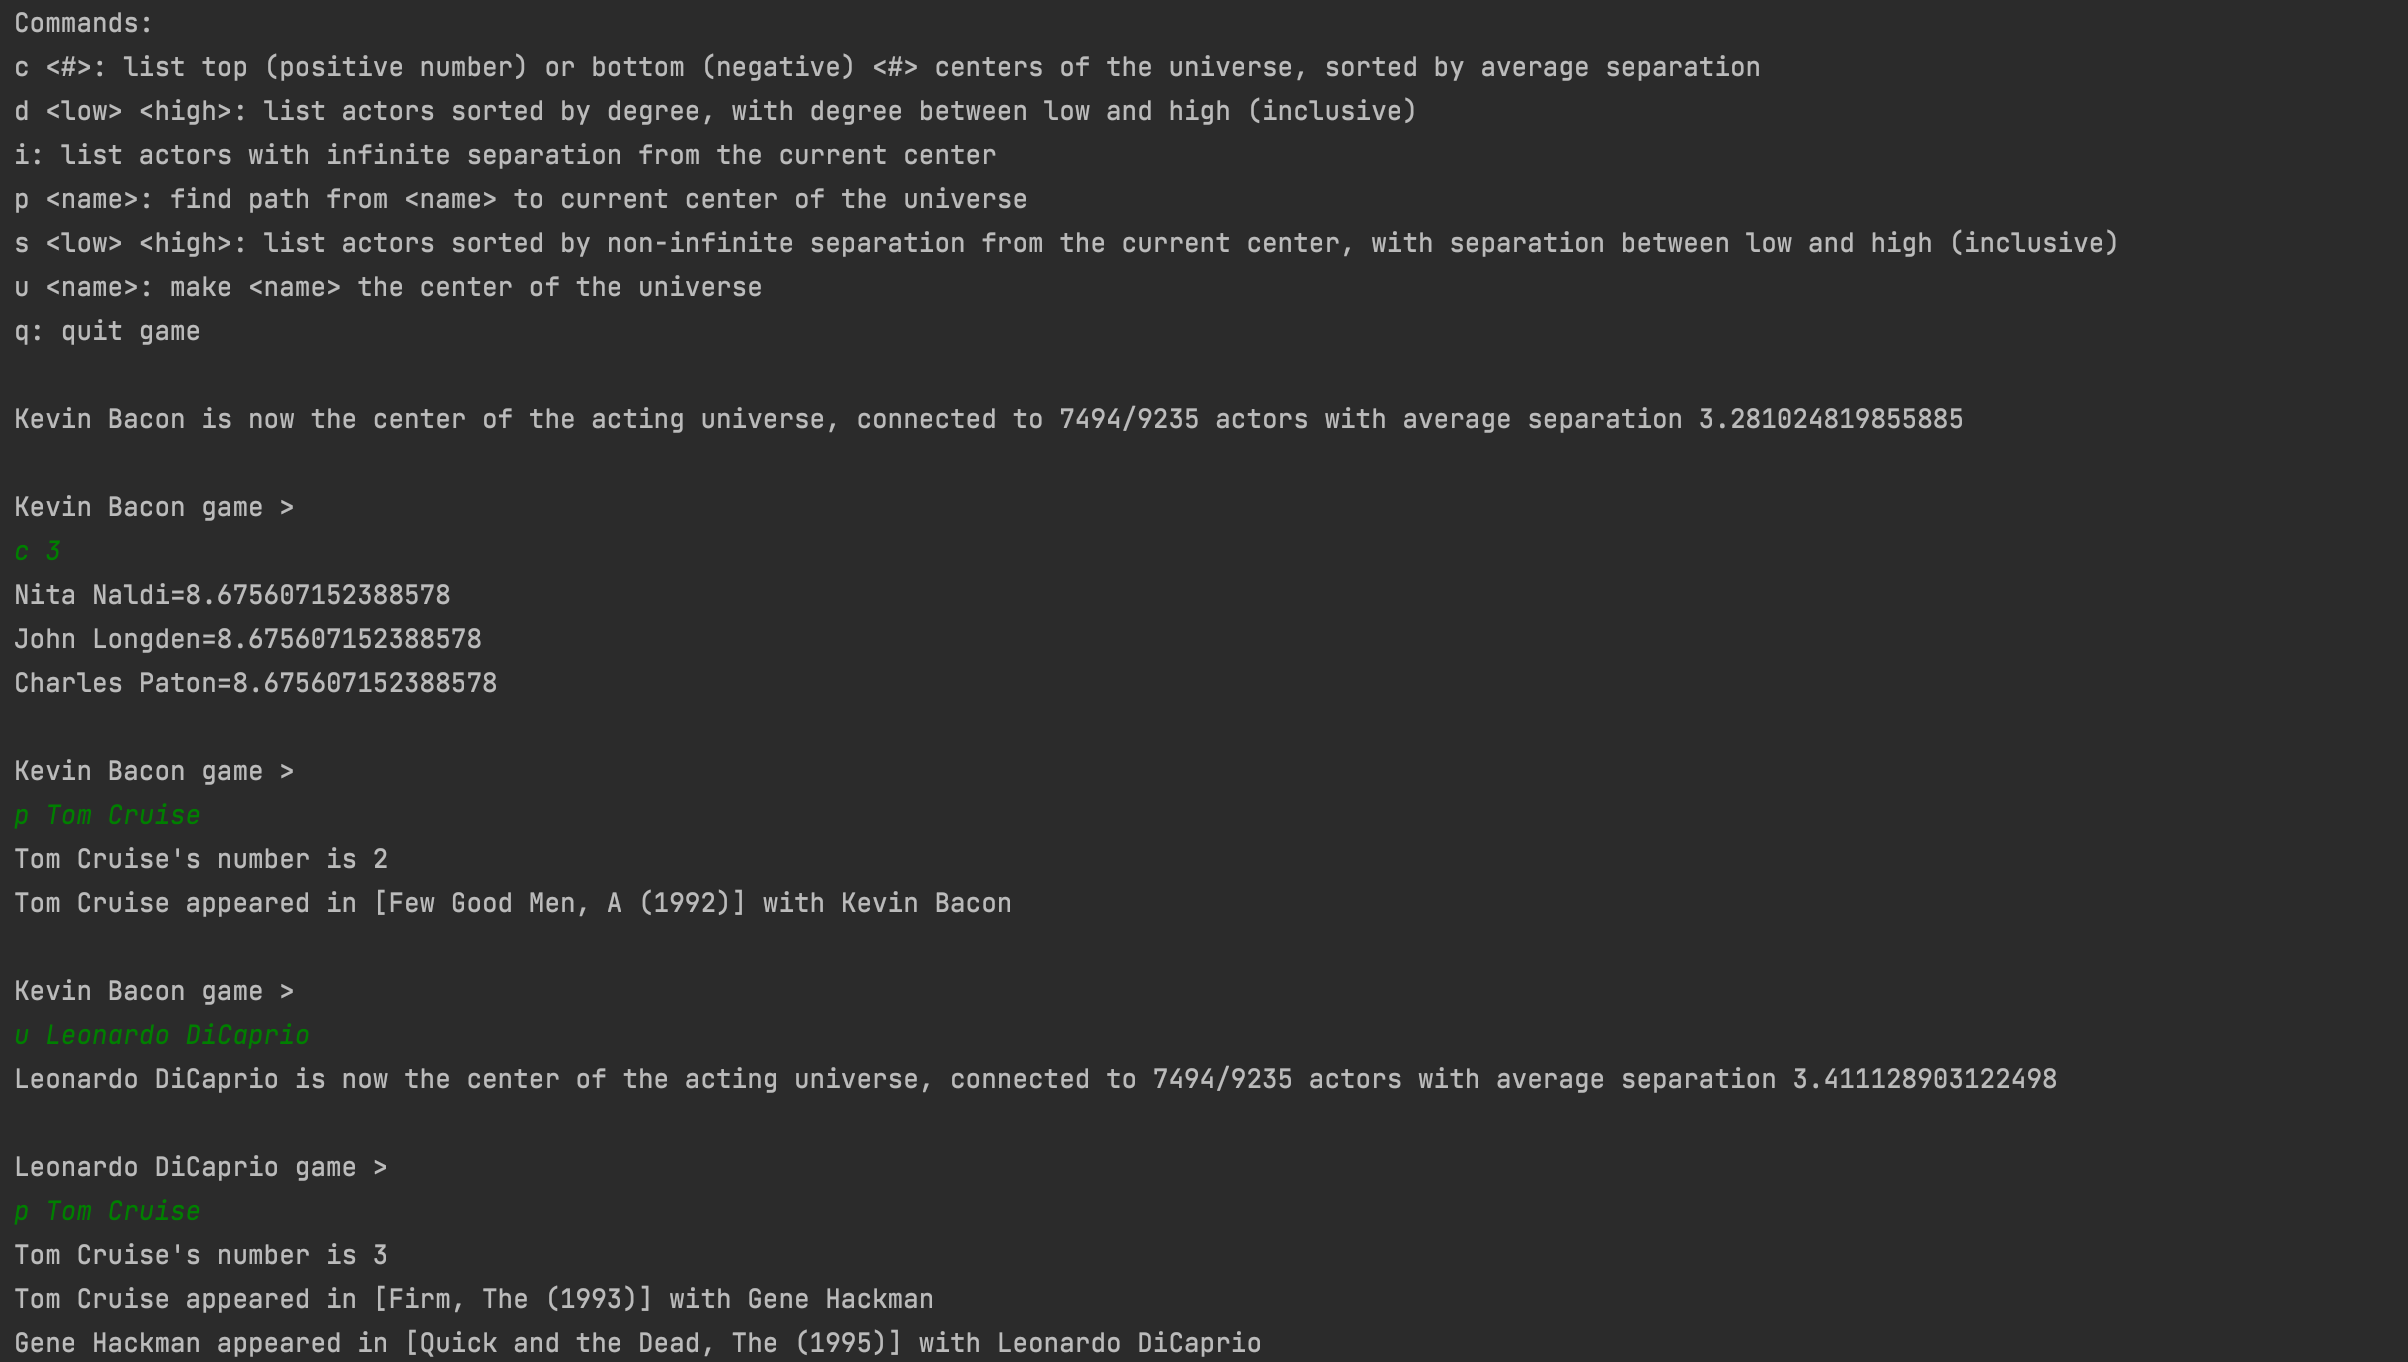 Commands:
c <#>: list top (positive number) or bottom (negative) <#> centers of the universe, sorted by average separation
d <low> <high>: list actors sorted by degree, with degree between low and high (inclusive)
i: list actors with infinite separation from the current center
p <name>: find path from <name> to current center of the universe
s <low> <high>: list actors sorted by non-infinite separation from the current center, with separation between low and high (inclusive)
u <name>: make <name> the center of the universe
q: quit game
Kevin Bacon is now the center of the acting universe, connected to 7494/9235 actors with average separation 3.281024819855885
Kevin Bacon game >
c 3
Nita Naldi=8.675607152388578
John Longden=8.675607152388578
Charles Paton=8.675607152388578
Kevin Bacon game >
p Tom Cruise
Tom Cruise's number is 2
Tom Cruise appeared in [Few Good Men, A (1992)] with Kevin Bacon
Kevin Bacon game >
u Leonardo DiCaprio
Leonardo DiCaprio is now the center of the acting universe, connected to 7494/9235 actors with average separation 3.411128903122498
Leonardo DiCaprio game >
p Tom Cruise
Tom Cruise's number is 3
Tom Cruise appeared in [Firm, The (1993)] with Gene Hackman
Gene Hackman appeared in [Quick and the Dead, The (1995)] with Leonardo DiCaprio